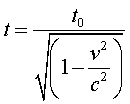 t = t₀ / √(1 − v²/c²)